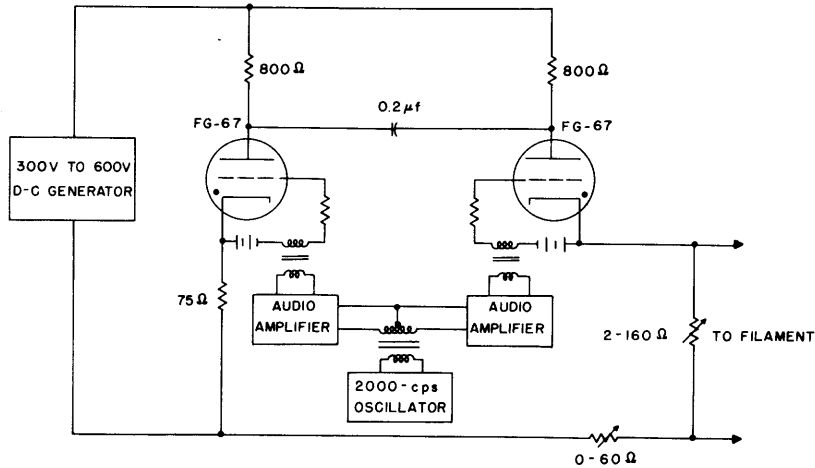 800Ω
800Ω
0.2μf
FG-67
FG-67
300V TO 600V
D-C GENERATOR
75Ω
AUDIO
AMPLIFIER
AUDIO
AMPLIFIER
2-160Ω
TO FILAMENT
2000-cps
OSCILLATOR
0-60Ω